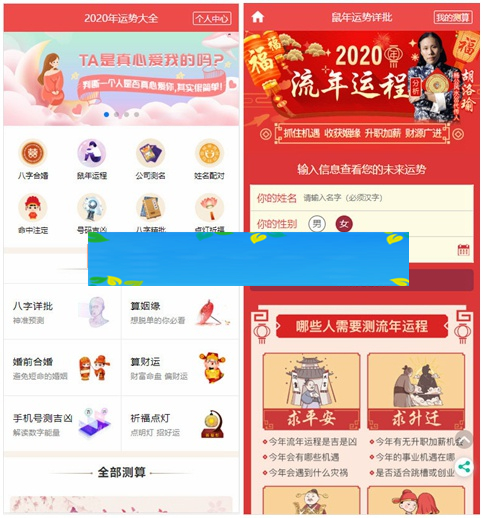 2020年运势大全
个人中心
TA是真心爱我的吗?
判断一个人是否真心爱你,其实很简单!
八字合婚
鼠年运程
公司测名
姓名配对
命中注定
号码吉凶
八字精批
点灯祈福
八字详批
神准预测
算姻缘
想脱单的你必看
婚前合婚
避免短命的婚姻
算财运
财富命盘 偏财运
手机号测吉凶
解读数字能量
祈福点灯
点明灯 招好运
全部测算
鼠年运势详批
我的测算
福
福
2020
年
流年运程
分析
胡洛瑜
抓住机遇 收获姻缘 升职加薪 财源广进
输入信息查看您的未来运势
你的姓名
请输入名字(必须汉字)
你的性别
男
女
哪些人需要测流年运程
求平安
今年流年运程是吉是凶
今年会有哪些机遇
今年会遇到什么灾祸
求升迁
今年有无升职加薪机会
今年的事业机遇在哪
是否适合跳槽或创业